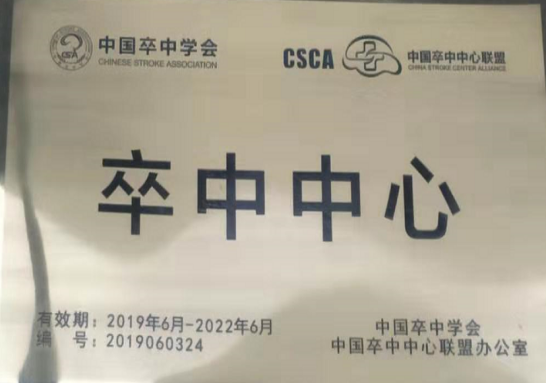 中国卒中学会
CHINESE STROKE ASSOCIATION
CSA
CSCA
中国卒中中心联盟
CHINA STROKE CENTER ALLIANCE
卒中中心
有效期：2019年6月-2022年6月
编 号：2019060324
中国卒中学会
中国卒中中心联盟办公室